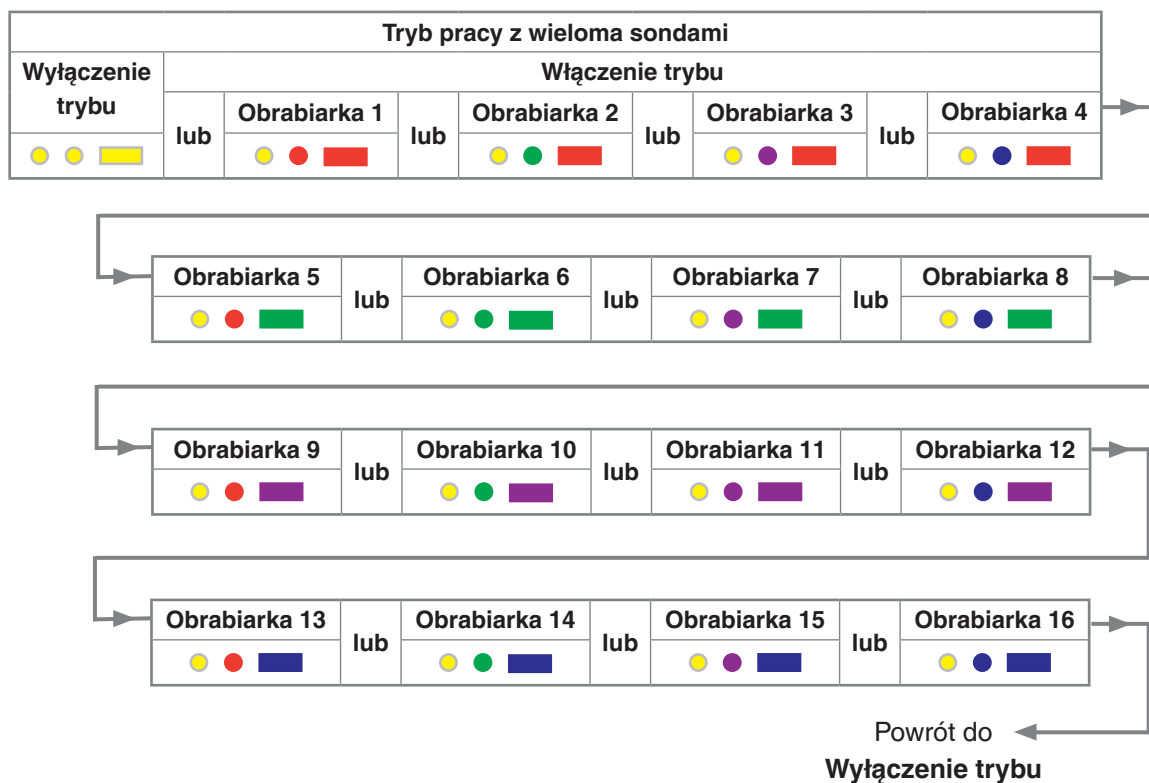 Tryb pracy z wieloma sondami
Wyłączenie trybu
Włączenie trybu
lub
Obrabiarka 1
lub
Obrabiarka 2
lub
Obrabiarka 3
lub
Obrabiarka 4
Obrabiarka 5
lub
Obrabiarka 6
lub
Obrabiarka 7
lub
Obrabiarka 8
Obrabiarka 9
lub
Obrabiarka 10
lub
Obrabiarka 11
lub
Obrabiarka 12
Obrabiarka 13
lub
Obrabiarka 14
lub
Obrabiarka 15
lub
Obrabiarka 16
Powrót do
Wyłączenie trybu